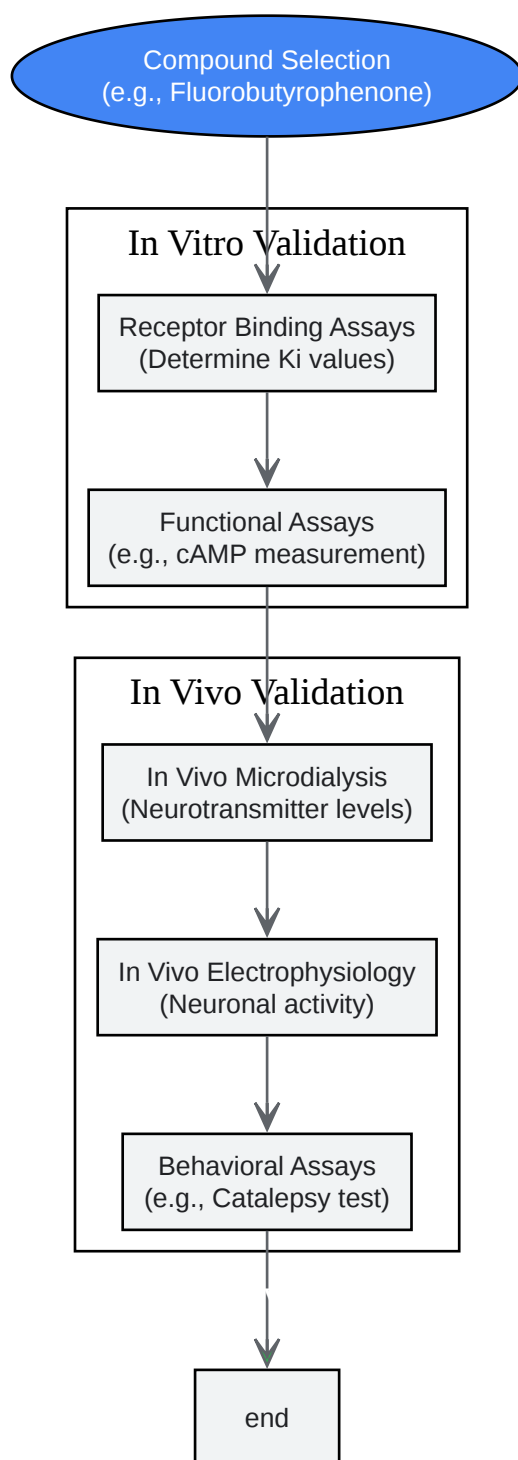 Compound Selection
(e.g., Fluorobutyrophenone)
In Vitro Validation
Receptor Binding Assays
(Determine Ki values)
Functional Assays
(e.g., cAMP measurement)
In Vivo Validation
In Vivo Microdialysis
(Neurotransmitter levels)
In Vivo Electrophysiology
(Neuronal activity)
Behavioral Assays
(e.g., Catalepsy test)
end